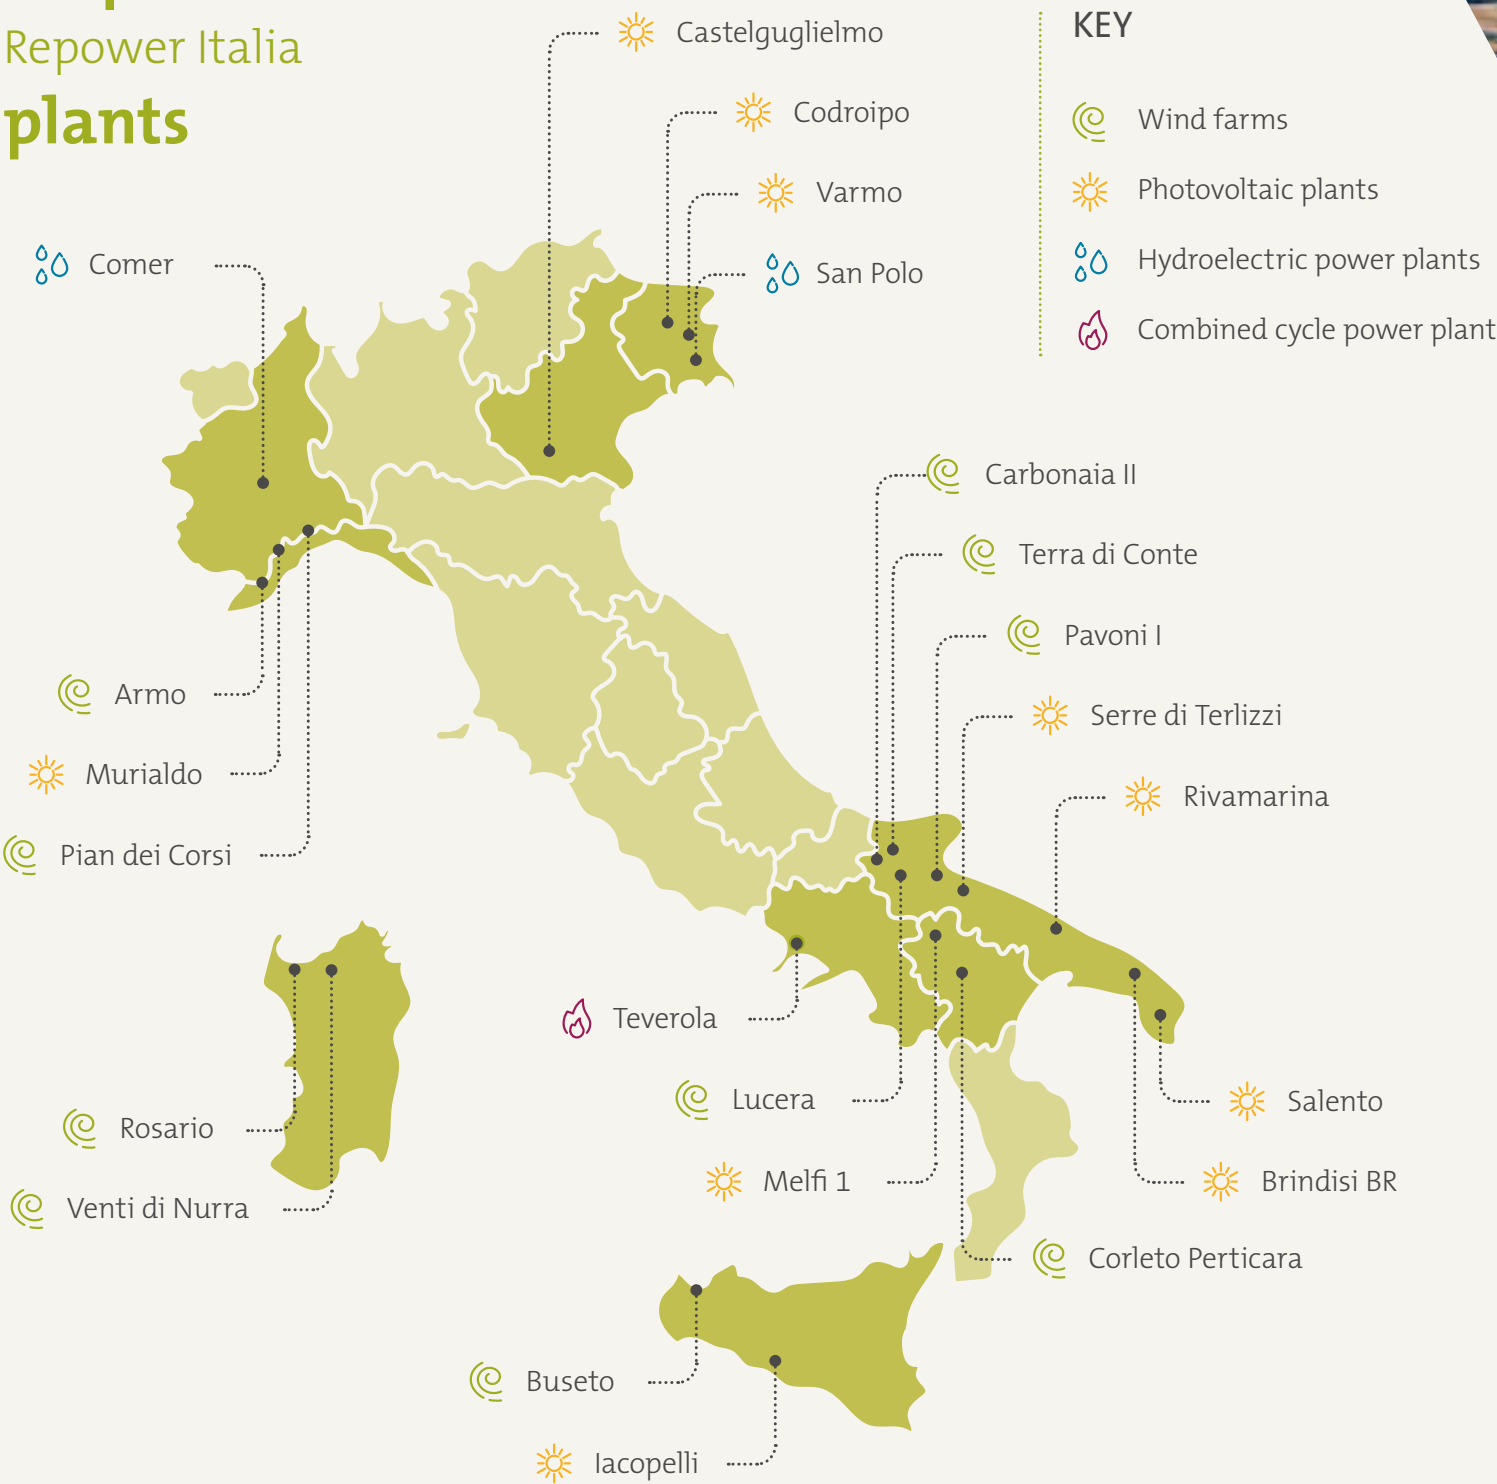 Repower Italia
plants
KEY
Wind farms
Photovoltaic plants
Hydroelectric power plants
Combined cycle power plant
Castelguglielmo
Codroipo
Varmo
San Polo
Comer
Carbonaia II
Terra di Conte
Pavoni I
Serre di Terlizzi
Rivamarina
Armo
Murialdo
Pian dei Corsi
Teverola
Lucera
Melfi 1
Salento
Brindisi BR
Corleto Perticara
Rosario
Venti di Nurra
Buseto
Iacopelli